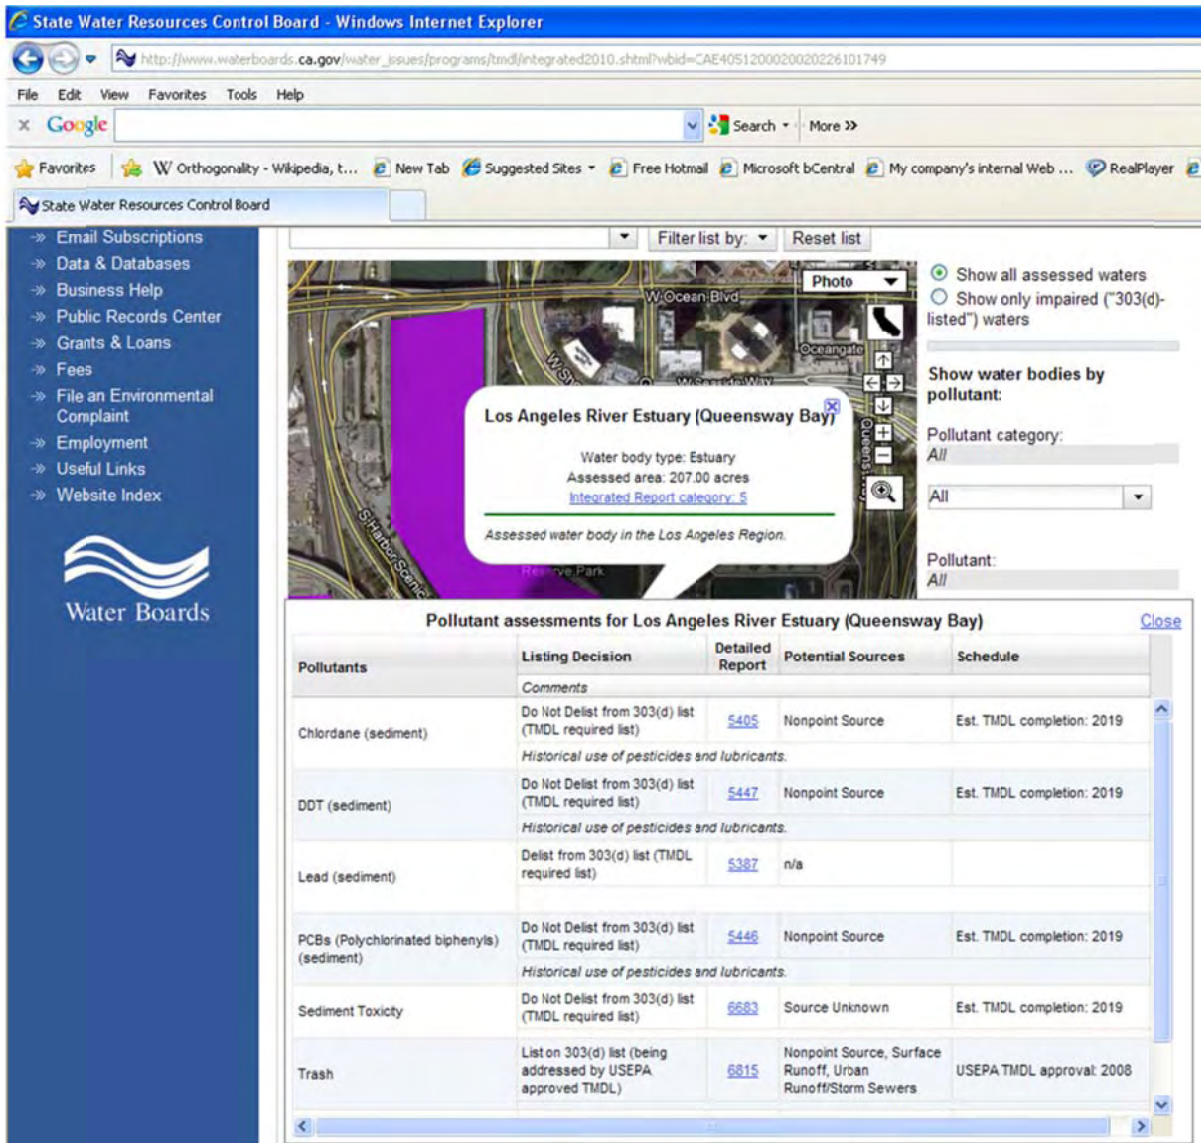 State Water Resources Control Board - Windows Internet Explorer
http://www.waterboards.ca.gov/water_issues/programs/tmdl/integrated2010.shtml?wbid=CAE4051200020020226101749
File Edit View Favorites Tools Help
x Google Search More >>
Favorites W Orthogonality - Wikipedia, t... New Tab Suggested Sites Free Hotmail Microsoft bCentral My company's internal Web ... RealPlayer
State Water Resources Control Board
Email Subscriptions
Data & Databases
Business Help
Public Records Center
Grants & Loans
Fees
File an Environmental
Complaint
Employment
Useful Links
Website Index
Water Boards
Filter list by: Reset list
W Ocean Blvd
Photo
Oceangate
W Seaside Way
Queens
S Harbor Scenic
Reserve Park
Los Angeles River Estuary (Queensway Bay)
Water body type: Estuary
Assessed area: 207.00 acres
Integrated Report category: 5
Assessed water body in the Los Angeles Region.
Show all assessed waters
Show only impaired ("303(d)-
listed") waters
Show water bodies by
pollutant:
Pollutant category:
All
All
Pollutant:
All
Pollutant assessments for Los Angeles River Estuary (Queensway Bay) Close
Pollutants Listing Decision Detailed Report Potential Sources Schedule
Comments
Chlordane (sediment) Do Not Delist from 303(d) list (TMDL required list) 5405 Nonpoint Source Est. TMDL completion: 2019
Historical use of pesticides and lubricants.
DDT (sediment) Do Not Delist from 303(d) list (TMDL required list) 5447 Nonpoint Source Est. TMDL completion: 2019
Historical use of pesticides and lubricants.
Lead (sediment) Delist from 303(d) list (TMDL required list) 5387 n/a
PCBs (Polychlorinated biphenyls) (sediment) Do Not Delist from 303(d) list (TMDL required list) 5446 Nonpoint Source Est. TMDL completion: 2019
Historical use of pesticides and lubricants.
Sediment Toxicty Do Not Delist from 303(d) list (TMDL required list) 6683 Source Unknown Est. TMDL completion: 2019
Trash List on 303(d) list (being addressed by USEPA approved TMDL) 6815 Nonpoint Source, Surface Runoff, Urban Runoff/Storm Sewers USEPA TMDL approval: 2008